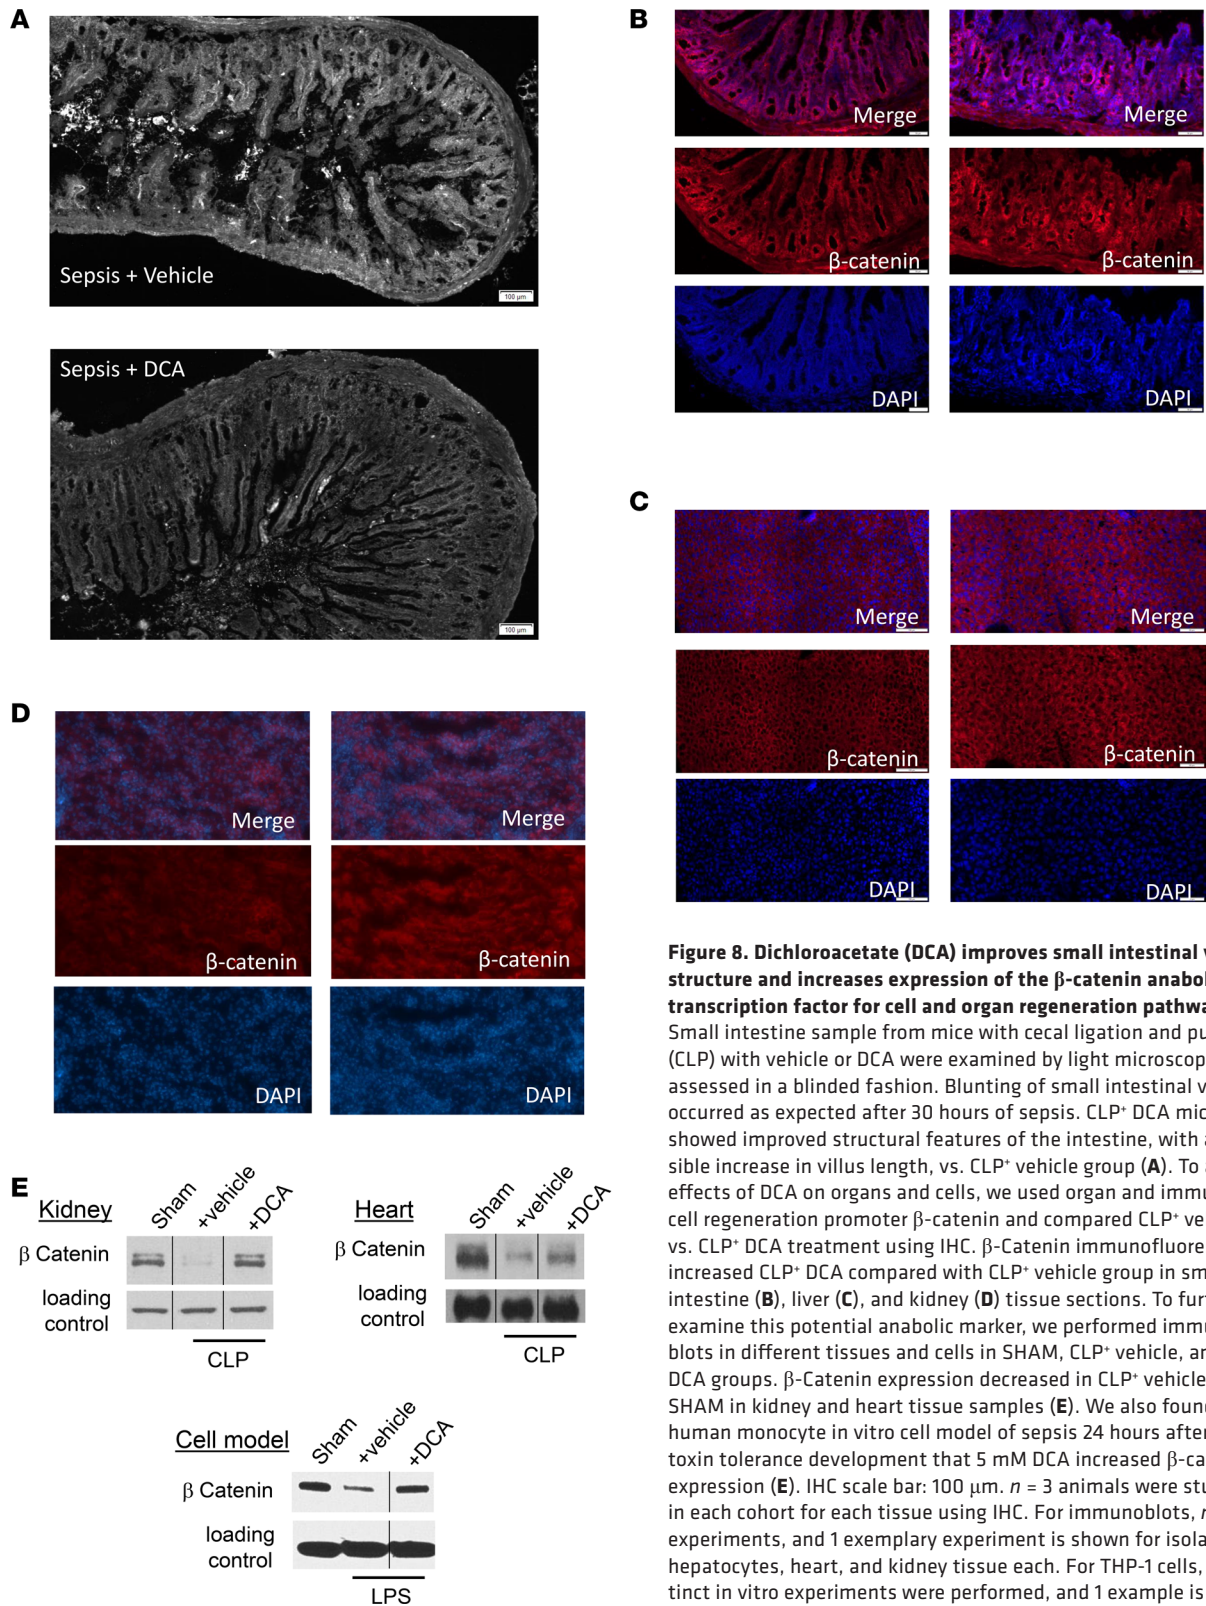 A
Sepsis + Vehicle
100 μm
Sepsis + DCA
100 μm
B
Merge
Merge
β-catenin
β-catenin
DAPI
DAPI
C
Merge
Merge
β-catenin
β-catenin
DAPI
DAPI
D
Merge
Merge
β-catenin
β-catenin
DAPI
DAPI
E
Kidney
Sham
+vehicle
+DCA
β Catenin
loading
control
CLP
Heart
Sham
+vehicle
+DCA
β Catenin
loading
control
CLP
Cell model
Sham
+vehicle
+DCA
β Catenin
loading
control
LPS
Figure 8. Dichloroacetate (DCA) improves small intestinal v
structure and increases expression of the β-catenin anabol
transcription factor for cell and organ regeneration pathwa
Small intestine sample from mice with cecal ligation and pu
(CLP) with vehicle or DCA were examined by light microscop
assessed in a blinded fashion. Blunting of small intestinal v
occurred as expected after 30 hours of sepsis. CLP⁺ DCA mic
showed improved structural features of the intestine, with a
sible increase in villus length, vs. CLP⁺ vehicle group (A). To a
effects of DCA on organs and cells, we used organ and immu
cell regeneration promoter β-catenin and compared CLP⁺ ve
vs. CLP⁺ DCA treatment using IHC. β-Catenin immunofluore
increased CLP⁺ DCA compared with CLP⁺ vehicle group in sm
intestine (B), liver (C), and kidney (D) tissue sections. To furt
examine this potential anabolic marker, we performed immu
blots in different tissues and cells in SHAM, CLP⁺ vehicle, an
DCA groups. β-Catenin expression decreased in CLP⁺ vehicle
SHAM in kidney and heart tissue samples (E). We also found
human monocyte in vitro cell model of sepsis 24 hours after
toxin tolerance development that 5 mM DCA increased β-ca
expression (E). IHC scale bar: 100 μm. n = 3 animals were stu
in each cohort for each tissue using IHC. For immunoblots, n
experiments, and 1 exemplary experiment is shown for isola
hepatocytes, heart, and kidney tissue each. For THP-1 cells,
tinct in vitro experiments were performed, and 1 example is